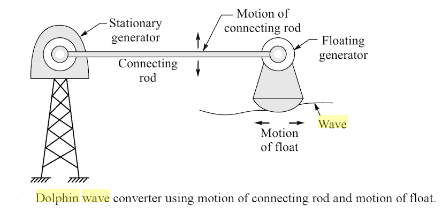 Stationary
generator
Motion of
connecting rod
Floating
generator
Connecting
rod
Wave
Motion
of float
Dolphin wave converter using motion of connecting rod and motion of float.